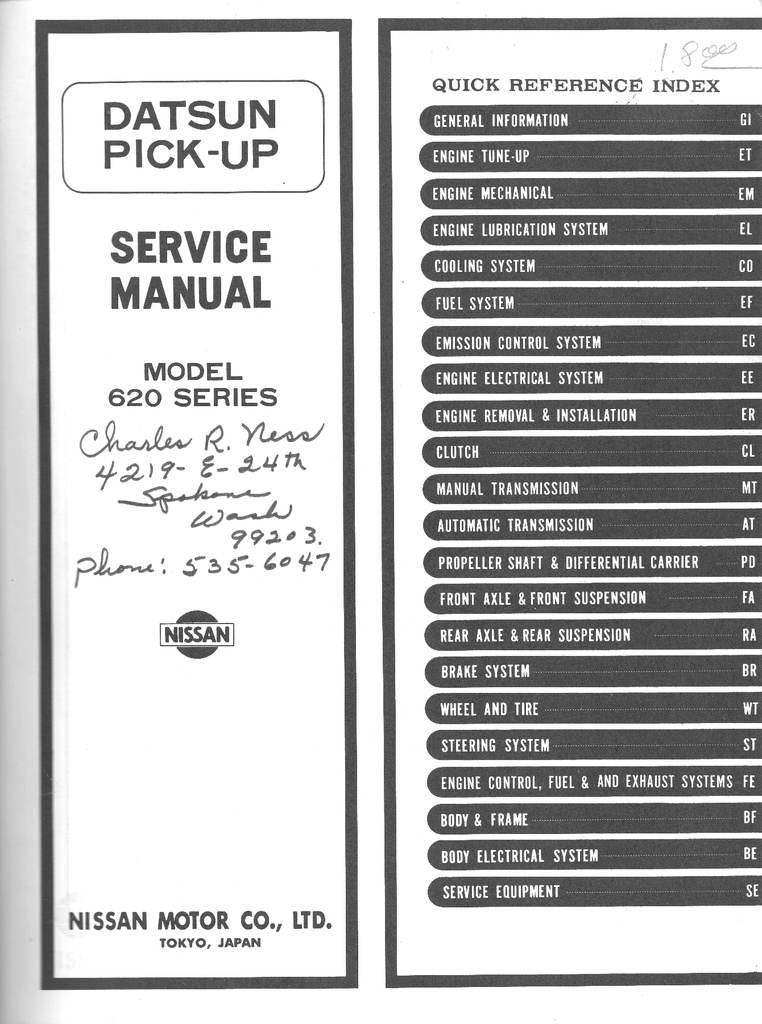 DATSUN
PICK-UP
SERVICE
MANUAL
MODEL
620 SERIES
Charles R. Ness
4219- E- 24th
Spokane
Wash
99203.
Phone: 535-6047
NISSAN
NISSAN MOTOR CO., LTD.
TOKYO, JAPAN
QUICK REFERENCE INDEX
GENERAL INFORMATION GI
ENGINE TUNE-UP ET
ENGINE MECHANICAL EM
ENGINE LUBRICATION SYSTEM EL
COOLING SYSTEM CO
FUEL SYSTEM EF
EMISSION CONTROL SYSTEM EC
ENGINE ELECTRICAL SYSTEM EE
ENGINE REMOVAL & INSTALLATION ER
CLUTCH CL
MANUAL TRANSMISSION MT
AUTOMATIC TRANSMISSION AT
PROPELLER SHAFT & DIFFERENTIAL CARRIER PD
FRONT AXLE & FRONT SUSPENSION FA
REAR AXLE & REAR SUSPENSION RA
BRAKE SYSTEM BR
WHEEL AND TIRE WT
STEERING SYSTEM ST
ENGINE CONTROL, FUEL & AND EXHAUST SYSTEMS FE
BODY & FRAME BF
BODY ELECTRICAL SYSTEM BE
SERVICE EQUIPMENT SE